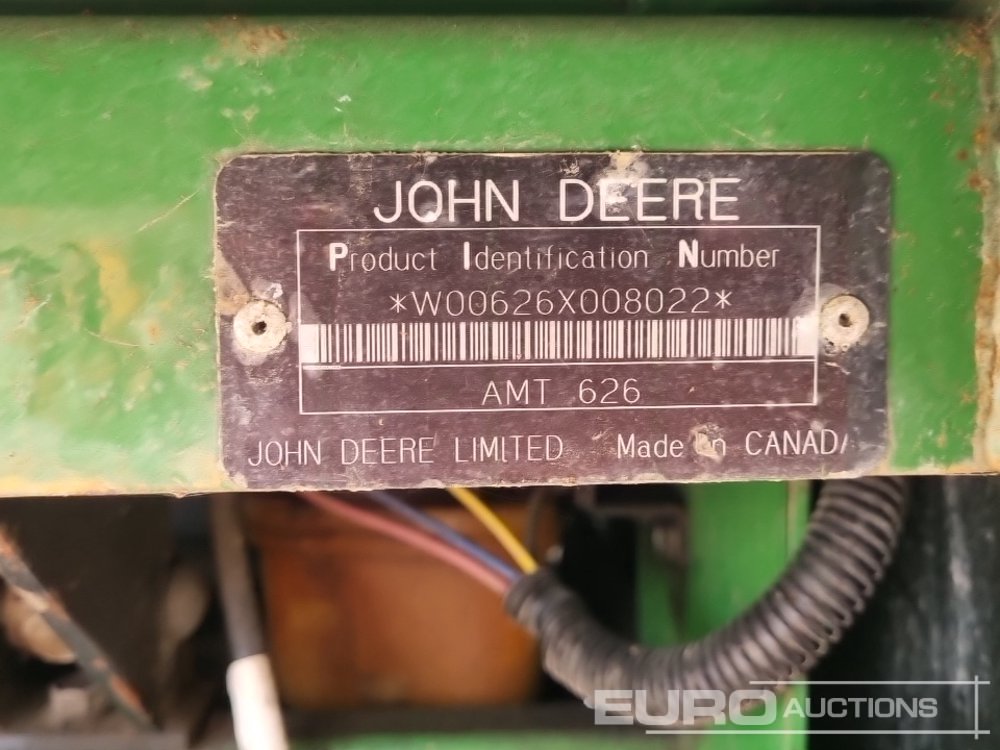 JOHN DEERE
Product Identification Number
*W00626X008022*
AMT 626
JOHN DEERE LIMITED Made in CANADA
EURO AUCTIONS